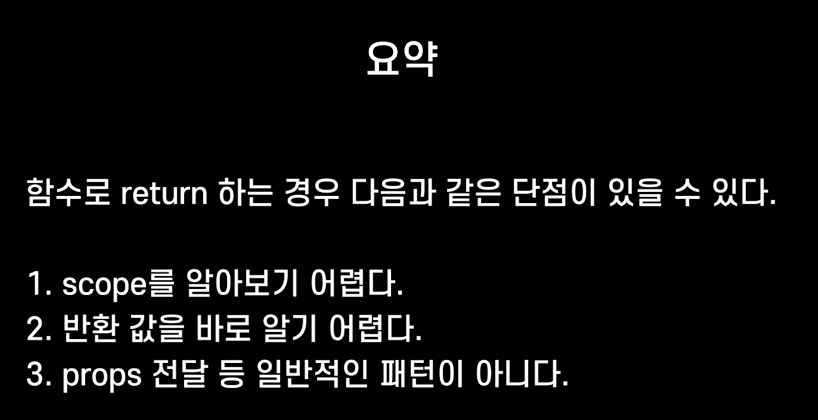 요약
함수로 return 하는 경우 다음과 같은 단점이 있을 수 있다.
1. scope를 알아보기 어렵다.
2. 반환 값을 바로 알기 어렵다.
3. props 전달 등 일반적인 패턴이 아니다.